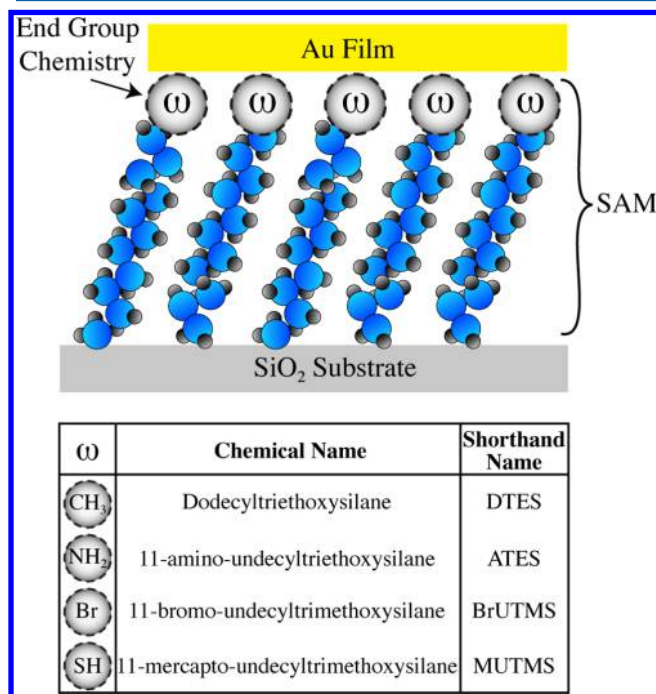 End Group
Chemistry
Au Film
ω ω ω ω ω
SAM
SiO₂ Substrate
ω Chemical Name Shorthand Name
CH₃ Dodecyltriethoxysilane DTES
NH₂ 11-amino-undecyltriethoxysilane ATES
Br 11-bromo-undecyltrimethoxysilane BrUTMS
SH 11-mercapto-undecyltrimethoxysilane MUTMS